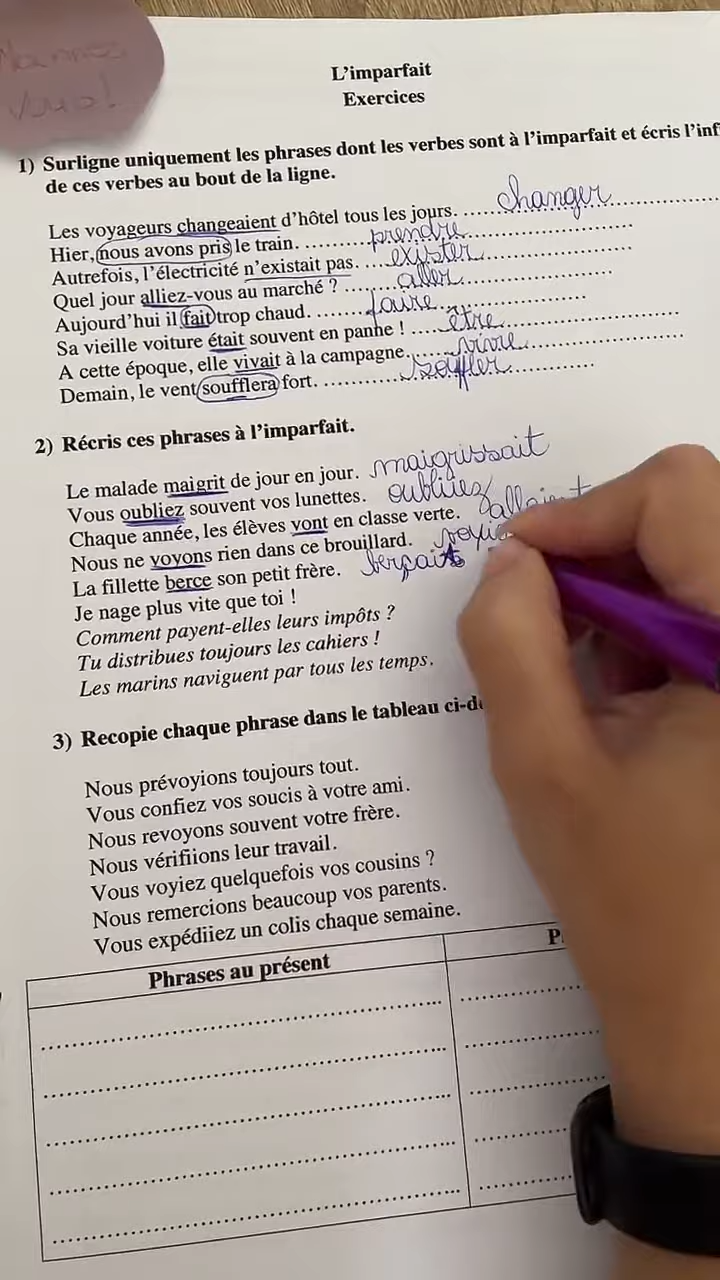 vous!
L'imparfait
Exercices
1) Surligne uniquement les phrases dont les verbes sont à l'imparfait et écris l'inf
de ces verbes au bout de la ligne.
Les voyageurs changeaient d'hôtel tous les jours. changer
Hier, nous avons pris le train. prendre
Autrefois, l'électricité n'existait pas. exister
Quel jour alliez-vous au marché ? aller
Aujourd'hui il fait trop chaud. faire
Sa vieille voiture était souvent en panne ! être
A cette époque, elle vivait à la campagne. vivre
Demain, le vent soufflera fort. souffler
2) Récris ces phrases à l'imparfait.
Le malade maigrit de jour en jour. maigrissait
Vous oubliez souvent vos lunettes. oubliiez
Chaque année, les élèves vont en classe verte. allaient
Nous ne voyons rien dans ce brouillard.
La fillette berce son petit frère. berçait
Je nage plus vite que toi !
Comment payent-elles leurs impôts ?
Tu distribues toujours les cahiers !
Les marins naviguent par tous les temps.
3) Recopie chaque phrase dans le tableau
Nous prévoyions toujours tout.
Vous confiez vos soucis à votre ami.
Nous revoyons souvent votre frère.
Nous vérifiions leur travail.
Vous voyiez quelquefois vos cousins ?
Nous remercions beaucoup vos parents.
Vous expédiiez un colis chaque semaine.
Phrases au présent